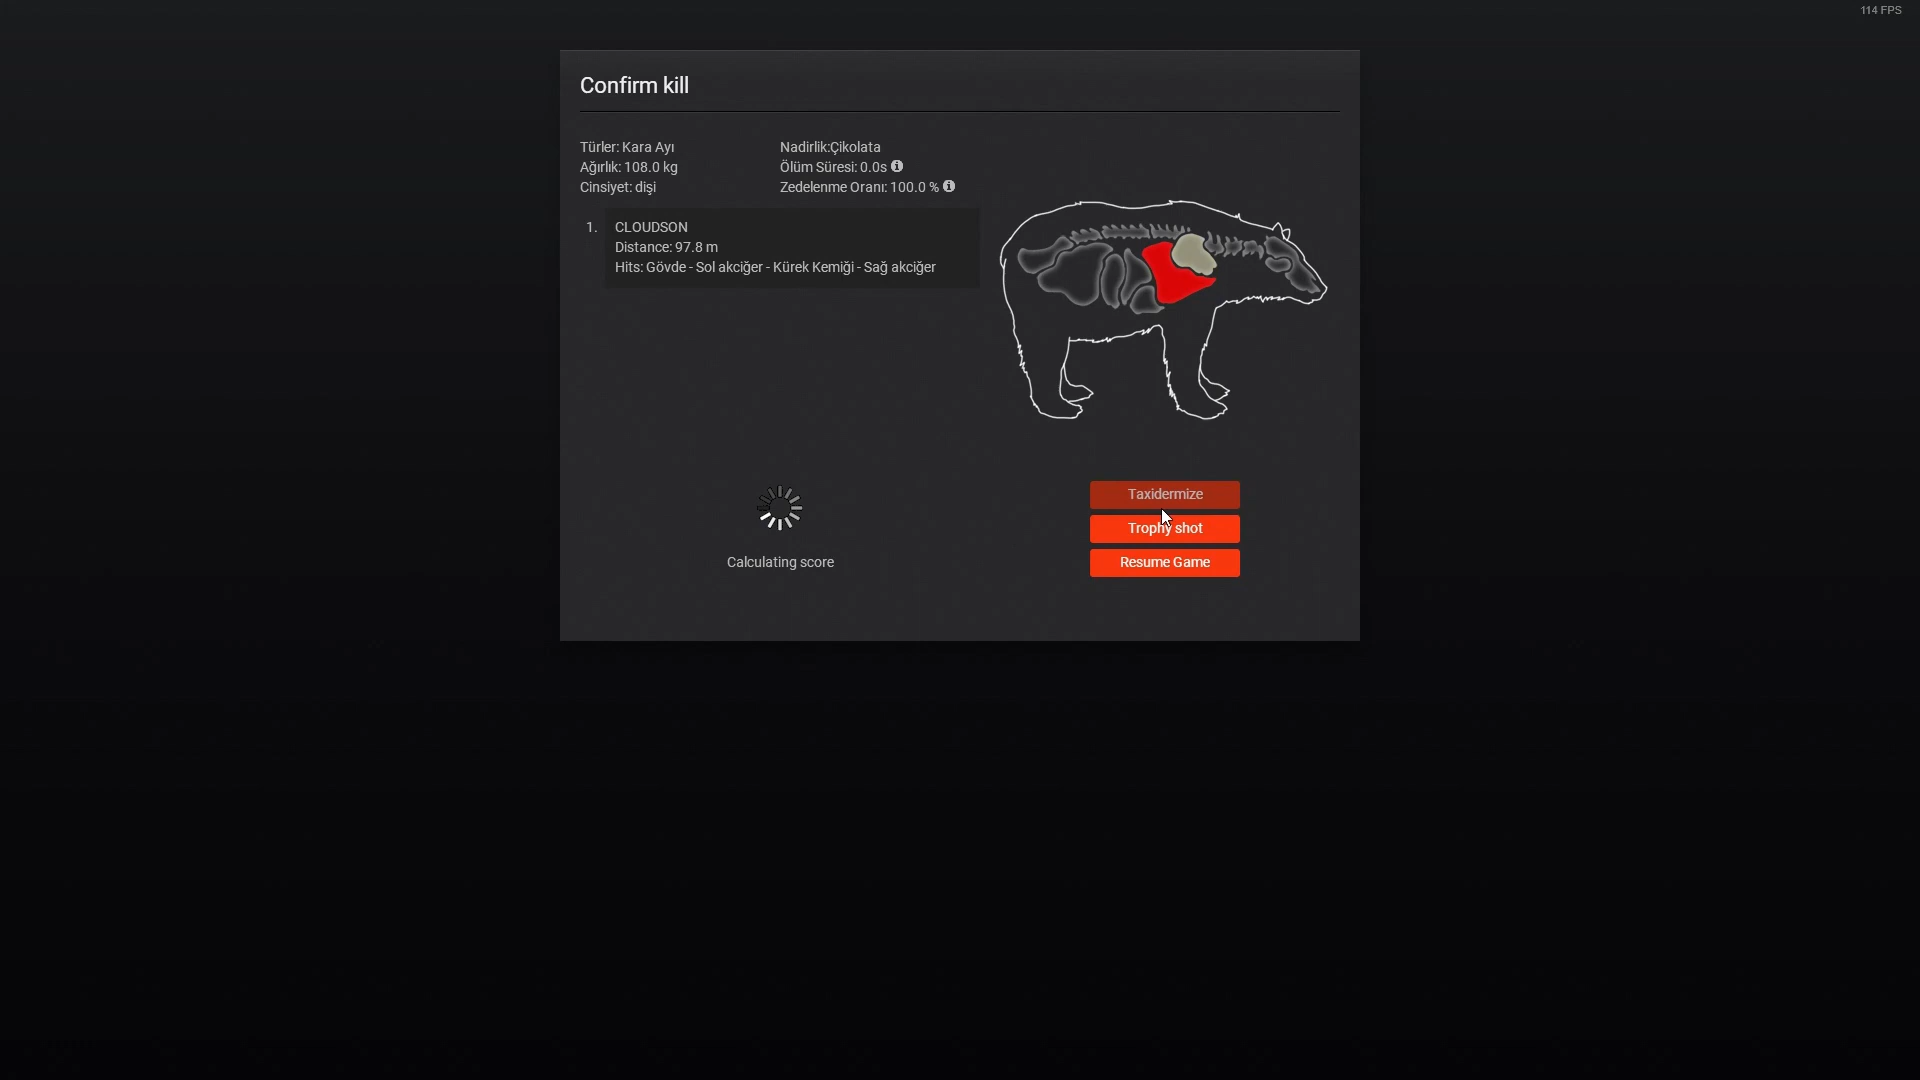 114 FPS
Confirm kill
Türler: Kara Ayı
Nadirlik:Çikolata
Ağırlık: 108.0 kg
Ölüm Süresi: 0.0s
Cinsiyet: dişi
Zedelenme Oranı: 100.0 %
1. CLOUDSON
Distance: 97.8 m
Hits: Gövde - Sol akciğer - Kürek Kemiği - Sağ akciğer
Taxidermize
Trophy shot
Calculating score
Resume Game